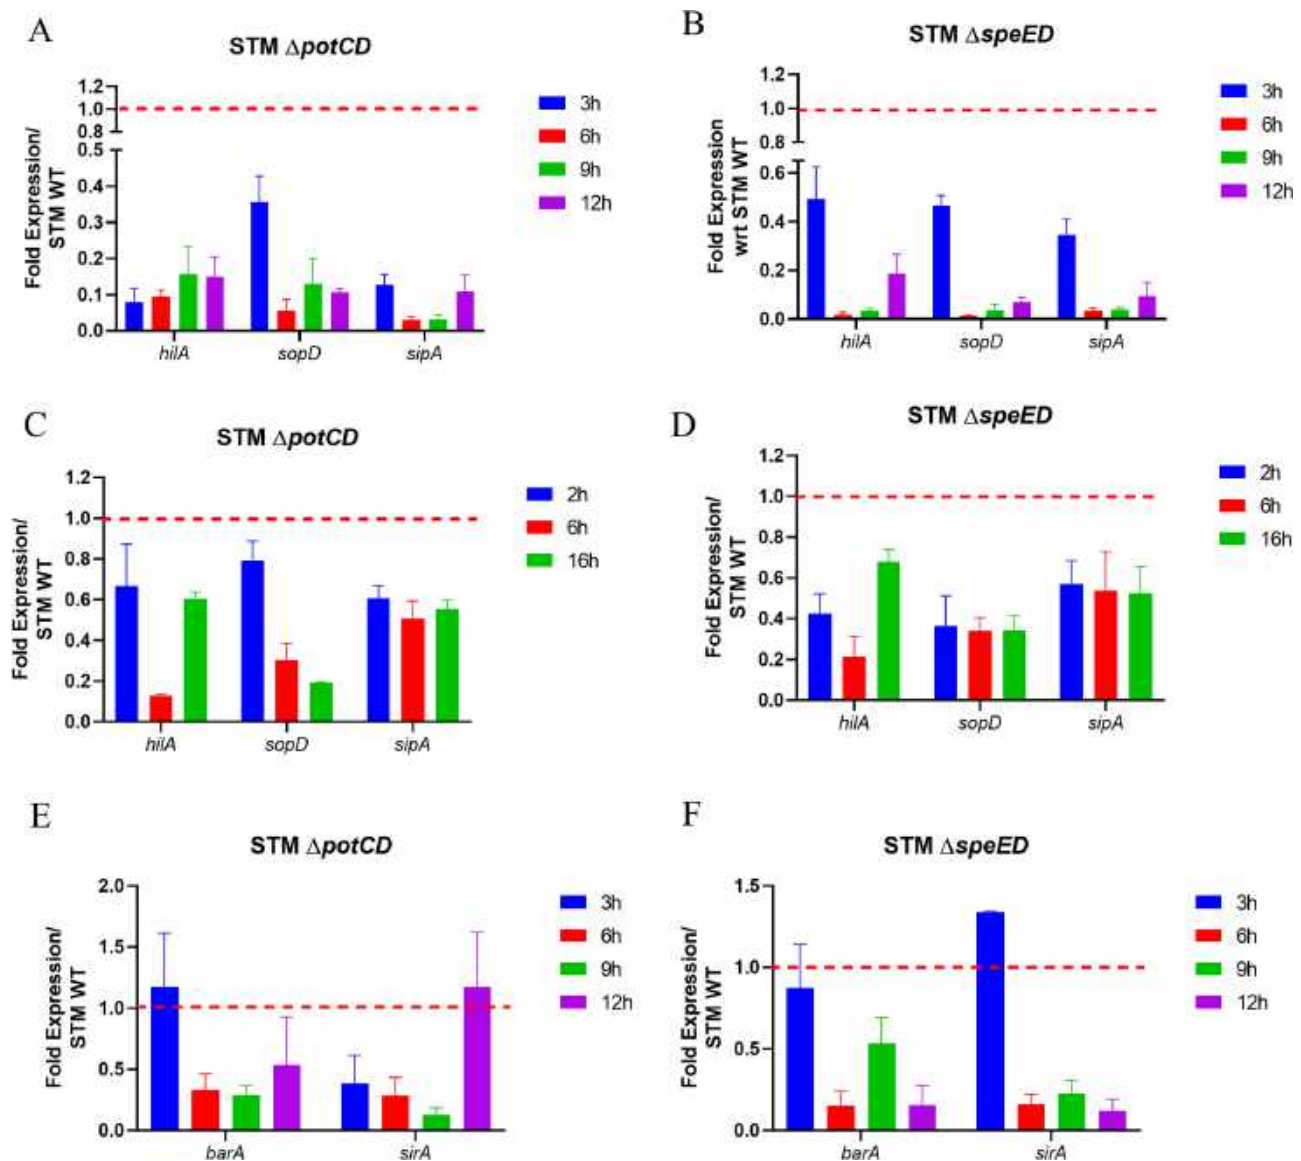 A
STM ΔpotCD
Fold Expression/
STM WT
1.2
1.0
0.8
0.5
0.4
0.3
0.2
0.1
0.0
hilA
sopD
sipA
3h
6h
9h
12h
B
STM ΔspeED
Fold Expression
wrt STM WT
1.2
1.0
0.8
0.6
0.4
0.2
0.0
hilA
sopD
sipA
3h
6h
9h
12h
C
STM ΔpotCD
Fold Expression/
STM WT
1.2
1.0
0.8
0.6
0.4
0.2
0.0
hilA
sopD
sipA
2h
6h
16h
D
STM ΔspeED
Fold Expression/
STM WT
1.2
1.0
0.8
0.6
0.4
0.2
0.0
hilA
sopD
sipA
2h
6h
16h
E
STM ΔpotCD
Fold Expression/
STM WT
2.0
1.5
1.0
0.5
0.0
barA
sirA
3h
6h
9h
12h
F
STM ΔspeED
Fold Expression/
STM WT
1.5
1.0
0.5
0.0
barA
sirA
3h
6h
9h
12h